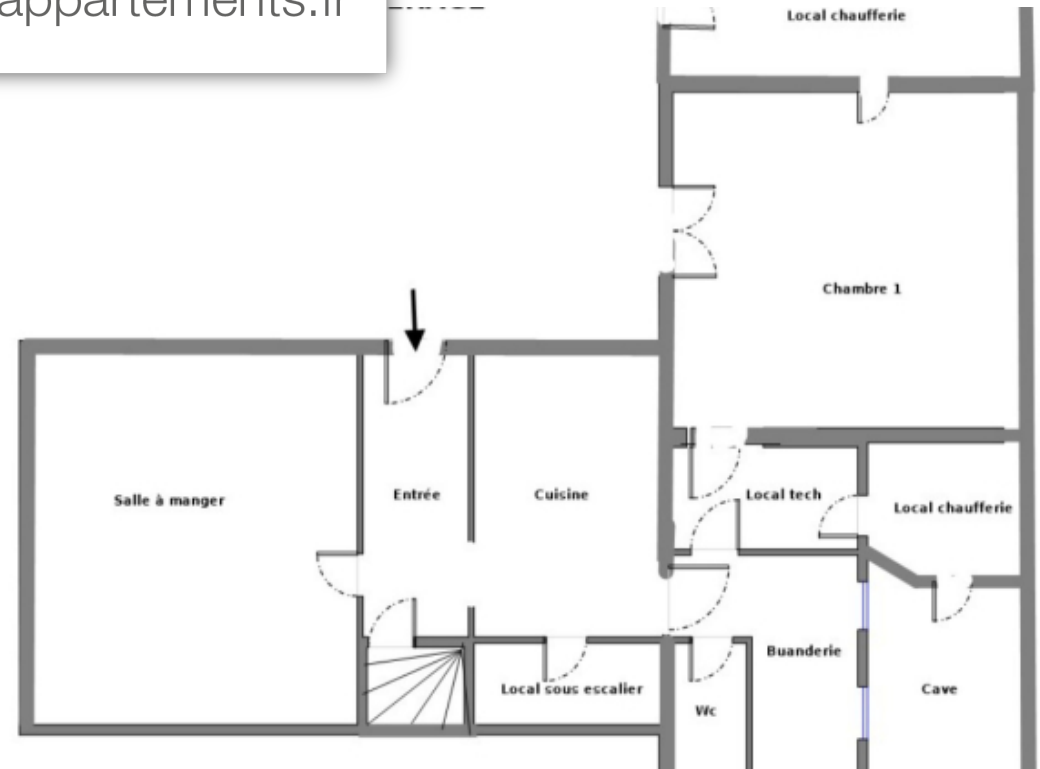 appartements.fr
Local chaufferie
Chambre 1
Salle à manger
Entrée
Cuisine
Local tech
Local chaufferie
Buanderie
Local sous escalier
Cave
Wc